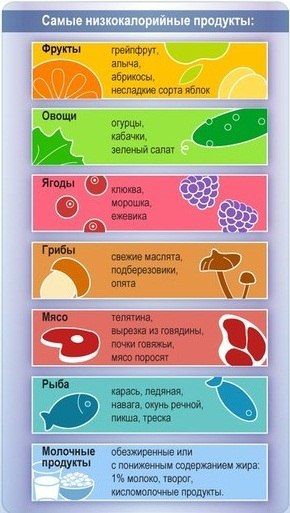 Самые низкокалорийные продукты:
Фрукты
грейпфрут,
алыча,
абрикосы,
несладкие сорта яблок
Овощи
огурцы,
кабачки,
зеленый салат
Ягоды
клюква,
морошка,
ежевика
Грибы
свежие маслята,
подберезовики,
опята
Мясо
телятина,
вырезка из говядины,
почки говяжьи,
мясо поросят
Рыба
карась, ледяная,
навага, окунь речной,
пикша, треска
Молочные
продукты
обезжиренные или
с пониженным содержанием жира:
1% молоко, творог,
кисломолочные продукты.